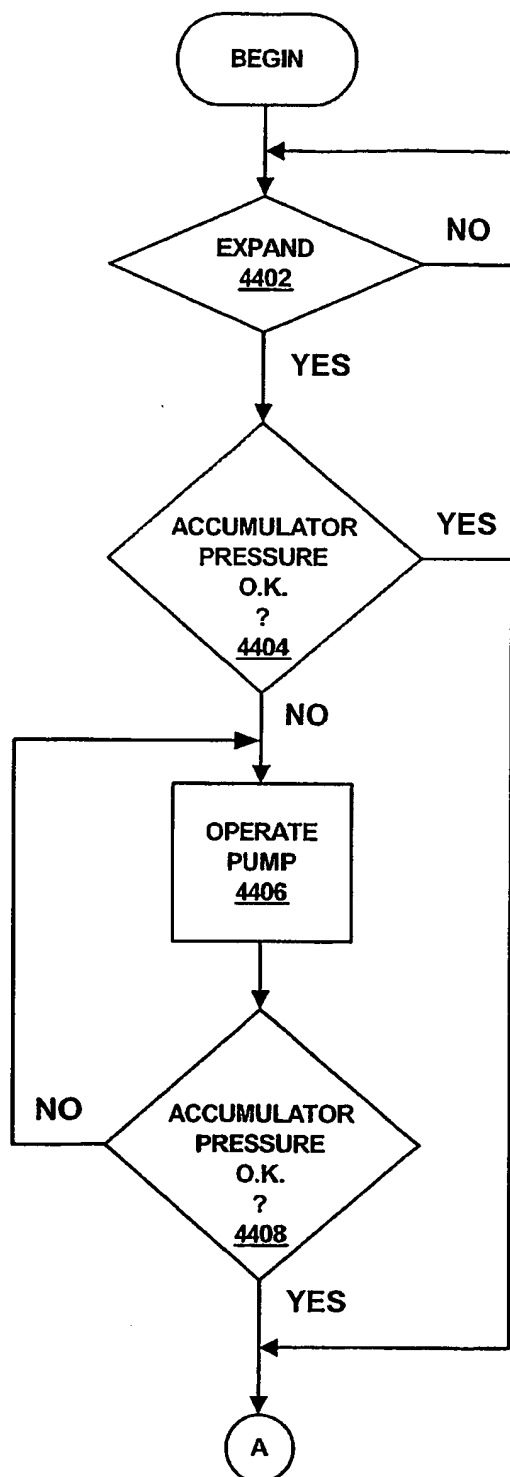 BEGIN
EXPAND
4402
NO
YES
ACCUMULATOR
PRESSURE
O.K.
?
4404
YES
NO
OPERATE
PUMP
4406
NO
ACCUMULATOR
PRESSURE
O.K.
?
4408
YES
A